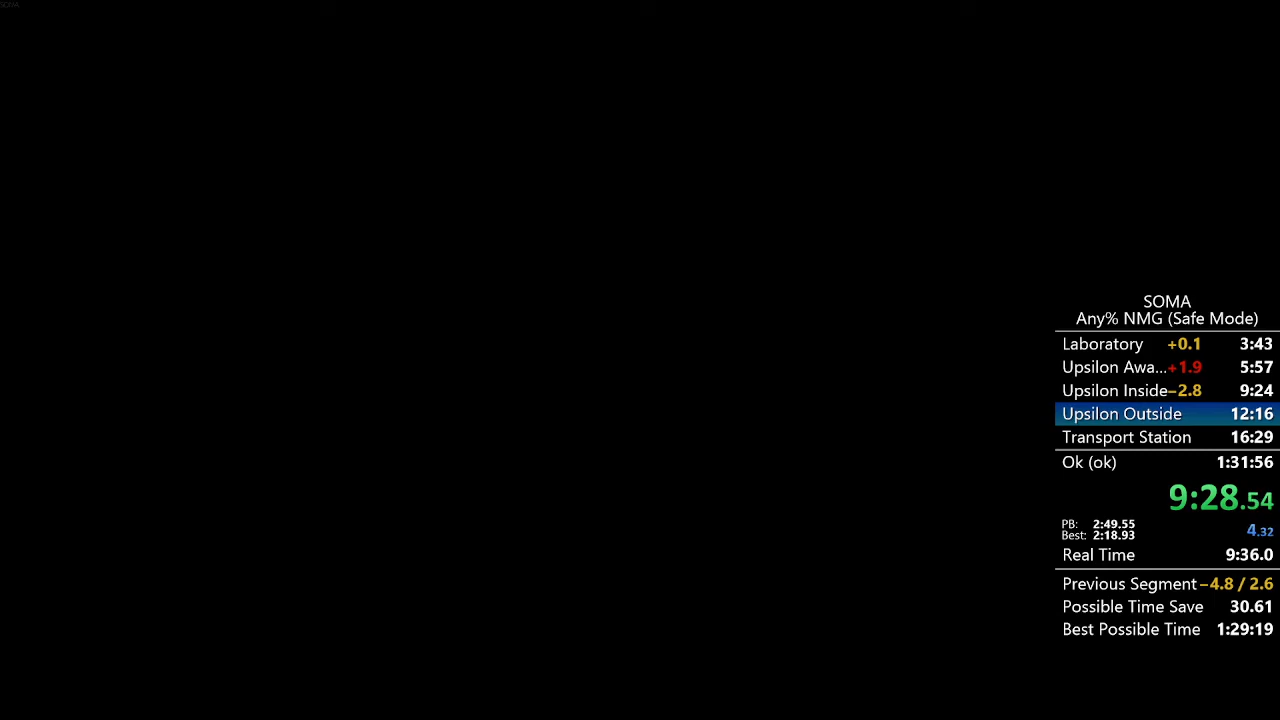 SOMA
SOMA
Any% NMG (Safe Mode)
Laboratory +0.1 3:43
Upsilon Awa...+1.9 5:57
Upsilon Inside−2.8 9:24
Upsilon Outside 12:16
Transport Station 16:29
Ok (ok) 1:31:56
9:28.54
PB: 2:49.55
Best: 2:18.93
4.32
Real Time 9:36.0
Previous Segment −4.8 / 2.6
Possible Time Save 30.61
Best Possible Time 1:29:19